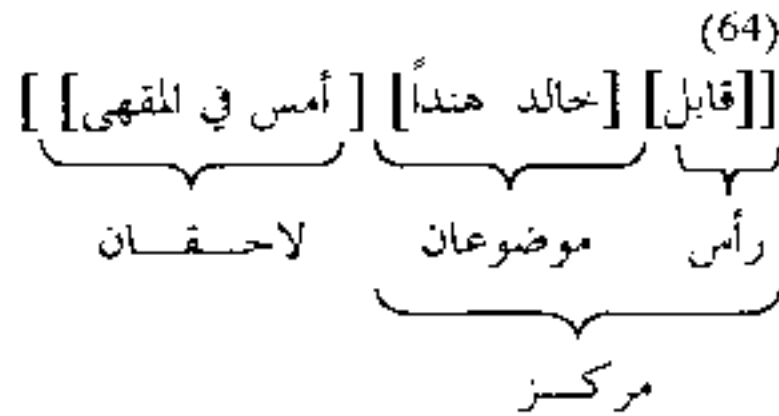 (64)
[[قابل] [خالد هنداً] [أمس في المقهى] ]
رأس موضوعان لاحقان
مركز